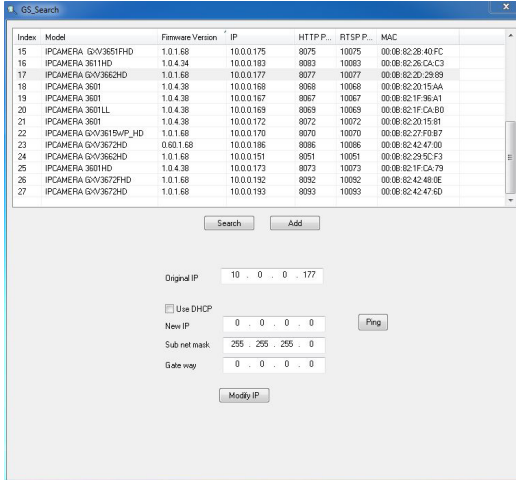 GS_Search
Index Model Firmware Version IP HTTP P... RTSP P... MAC
15 IPCAMERA GXV3651FHD 1.0.1.68 10.0.0.175 8075 10075 00:0B:82:2B:40:FC
16 IPCAMERA 3611HD 1.0.4.34 10.0.0.183 8083 10083 00:0B:82:26:CA:C3
17 IPCAMERA GXV3662HD 1.0.1.68 10.0.0.177 8077 10077 00:0B:82:2D:29:89
18 IPCAMERA 3601 1.0.4.38 10.0.0.168 8068 10068 00:0B:82:20:15:AA
19 IPCAMERA 3601 1.0.4.38 10.0.0.167 8067 10067 00:0B:82:1F:96:A1
20 IPCAMERA 3601LL 1.0.4.38 10.0.0.169 8069 10069 00:0B:82:1F:CA:B0
21 IPCAMERA 3601 1.0.4.38 10.0.0.172 8072 10072 00:0B:82:20:15:81
22 IPCAMERA GXV3615WP_HD 1.0.1.68 10.0.0.170 8070 10070 00:0B:82:27:F0:B7
23 IPCAMERA GXV3672HD 0.60.1.68 10.0.0.186 8086 10086 00:0B:82:42:47:00
24 IPCAMERA GXV3662HD 1.0.1.68 10.0.0.151 8051 10051 00:0B:82:29:5C:F3
25 IPCAMERA 3601HD 1.0.4.38 10.0.0.173 8073 10073 00:0B:82:1F:CA:79
26 IPCAMERA GXV3672FHD 1.0.1.68 10.0.0.192 8092 10092 00:0B:82:42:48:0E
27 IPCAMERA GXV3672HD 1.0.1.68 10.0.0.193 8093 10093 00:0B:82:42:47:6D
Search Add
Original IP 10 . 0 . 0 . 177
Use DHCP
New IP 0 . 0 . 0 . 0 Ping
Sub net mask 255 . 255 . 255 . 0
Gate way 0 . 0 . 0 . 0
Modify IP